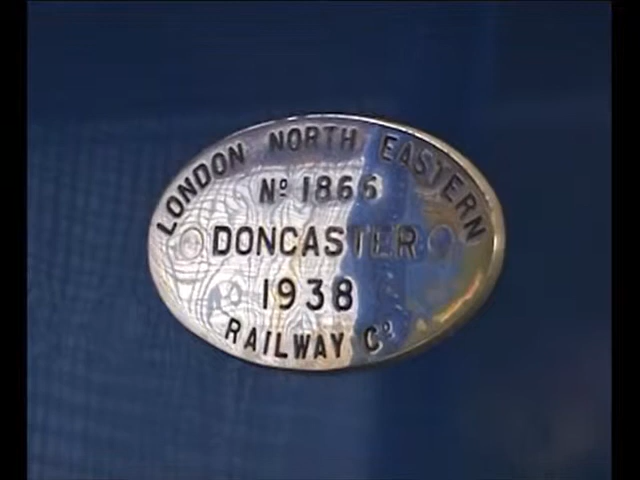 LONDON NORTH EASTERN
Nº 1866
DONCASTER
1938
RAILWAY Cº